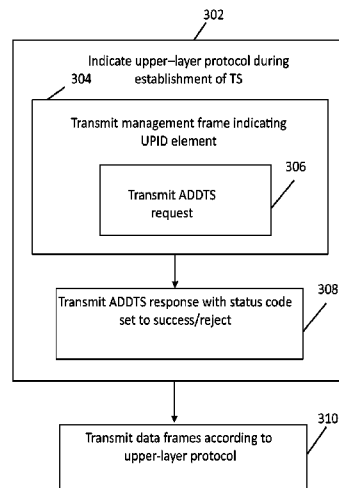 302
Indicate upper–layer protocol during
establishment of TS
304
Transmit management frame indicating
UPID element
306
Transmit ADDTS
request
308
Transmit ADDTS response with status code
set to success/reject
310
Transmit data frames according to
upper-layer protocol